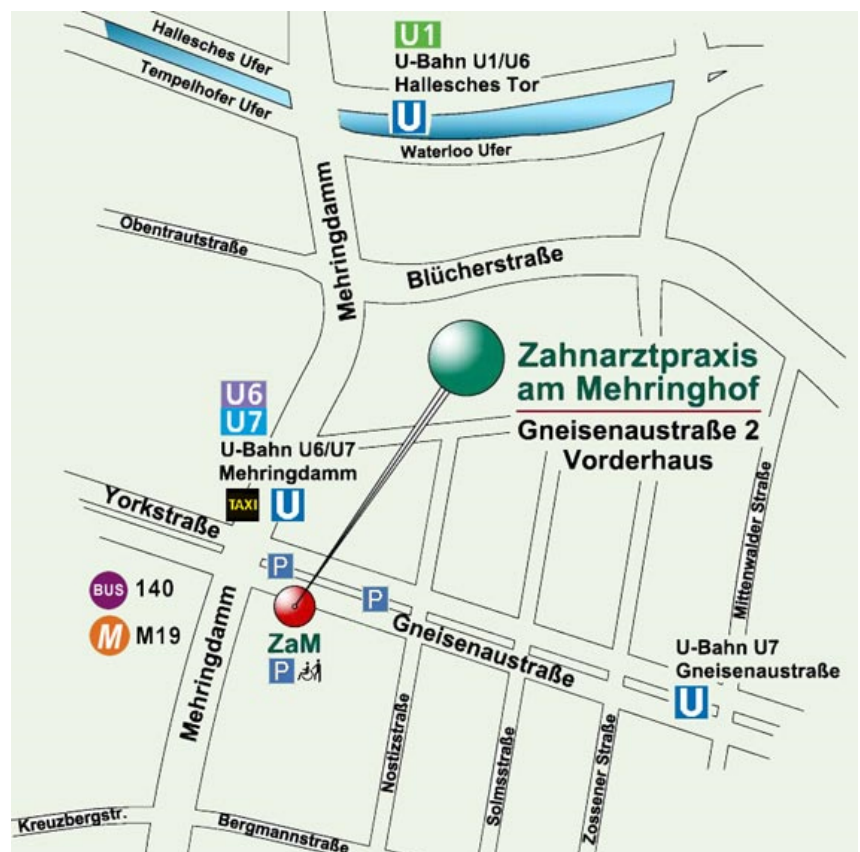 Hallesches Ufer
Tempelhofer Ufer
U1
U-Bahn U1/U6
Hallesches Tor
U
Waterloo Ufer
Mehringdamm
Obentrautstraße
Blücherstraße
Zahnarztpraxis
am Mehringhof
Gneisenaustraße 2
Vorderhaus
U6
U7
U-Bahn U6/U7
Mehringdamm
TAXI
U
Yorkstraße
Mittenwalder Straße
P
P
BUS 140
M M19
ZaM
P
Mehringdamm
Gneisenaustraße
U-Bahn U7
Gneisenaustraße
U
Nostizstraße
Solmsstraße
Zossener Straße
Kreuzbergstr.
Bergmannstraße